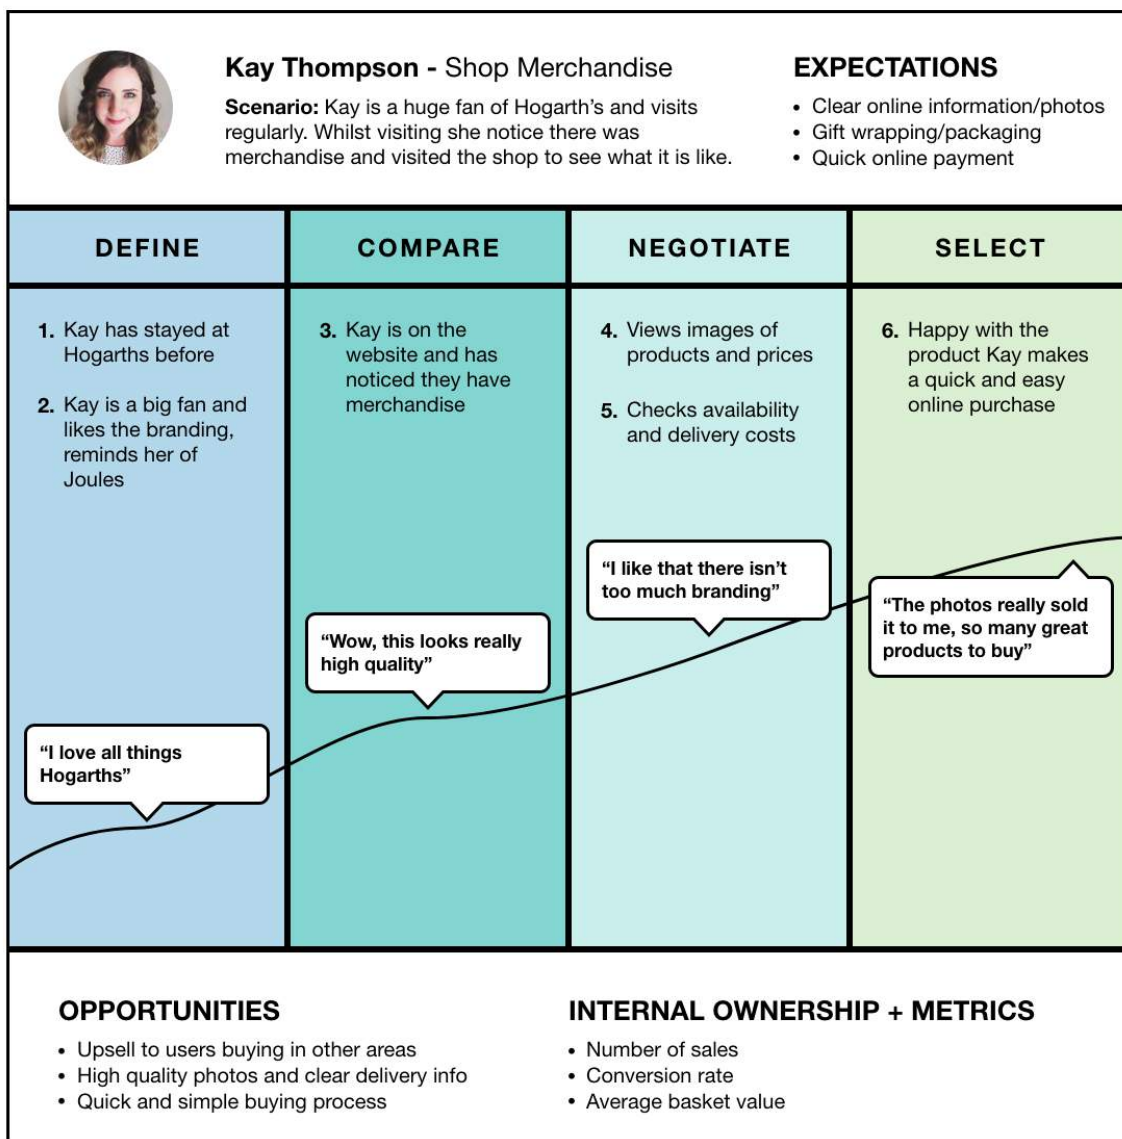 Kay Thompson - Shop Merchandise
Scenario: Kay is a huge fan of Hogarth's and visits
regularly. Whilst visiting she notice there was
merchandise and visited the shop to see what it is like.
EXPECTATIONS
• Clear online information/photos
• Gift wrapping/packaging
• Quick online payment
DEFINE
COMPARE
NEGOTIATE
SELECT
1. Kay has stayed at
Hogarths before
2. Kay is a big fan and
likes the branding,
reminds her of
Joules
3. Kay is on the
website and has
noticed they have
merchandise
4. Views images of
products and prices
5. Checks availability
and delivery costs
6. Happy with the
product Kay makes
a quick and easy
online purchase
“I love all things
Hogarths”
“Wow, this looks really
high quality”
“I like that there isn’t
too much branding”
“The photos really sold
it to me, so many great
products to buy”
OPPORTUNITIES
• Upsell to users buying in other areas
• High quality photos and clear delivery info
• Quick and simple buying process
INTERNAL OWNERSHIP + METRICS
• Number of sales
• Conversion rate
• Average basket value